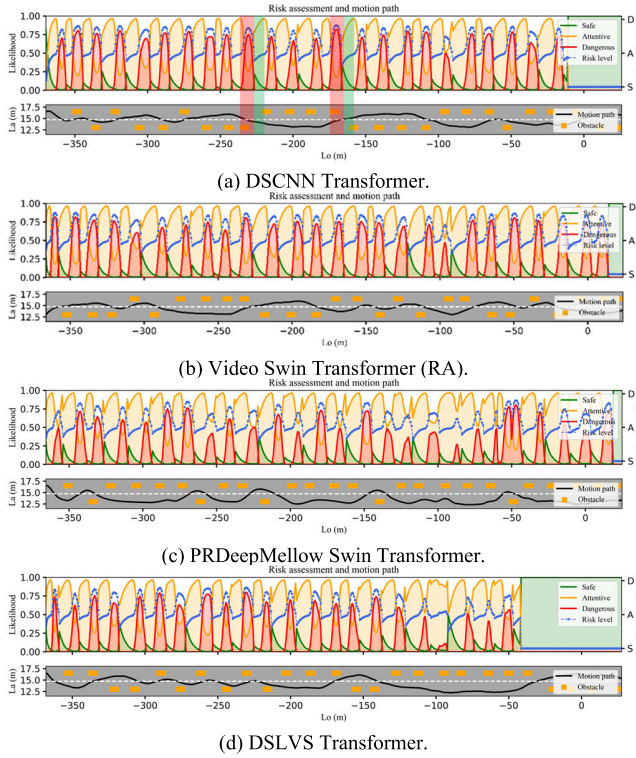 Risk assessment and motion path
1.00
0.75
0.50
0.25
0.00
Likelihood
Safe
Attentive
Dangerous
Risk level
D
A
S
17.5
15.0
12.5
La (m)
Motion path
Obstacle
−350 −300 −250 −200 −150 −100 −50 0
Lo (m)
(a) DSCNN Transformer.
Risk assessment and motion path
1.00
0.75
0.50
0.25
0.00
Likelihood
Safe
Attentive
Dangerous
Risk level
D
A
S
17.5
15.0
12.5
La (m)
Motion path
Obstacle
−350 −300 −250 −200 −150 −100 −50 0
Lo (m)
(b) Video Swin Transformer (RA).
Risk assessment and motion path
1.00
0.75
0.50
0.25
0.00
Likelihood
Safe
Attentive
Dangerous
Risk level
D
A
S
17.5
15.0
12.5
La (m)
Motion path
Obstacle
−350 −300 −250 −200 −150 −100 −50 0
Lo (m)
(c) PRDeepMellow Swin Transformer.
Risk assessment and motion path
1.00
0.75
0.50
0.25
0.00
Likelihood
Safe
Attentive
Dangerous
Risk level
D
A
S
17.5
15.0
12.5
La (m)
Motion path
Obstacle
−350 −300 −250 −200 −150 −100 −50 0
Lo (m)
(d) DSLVS Transformer.